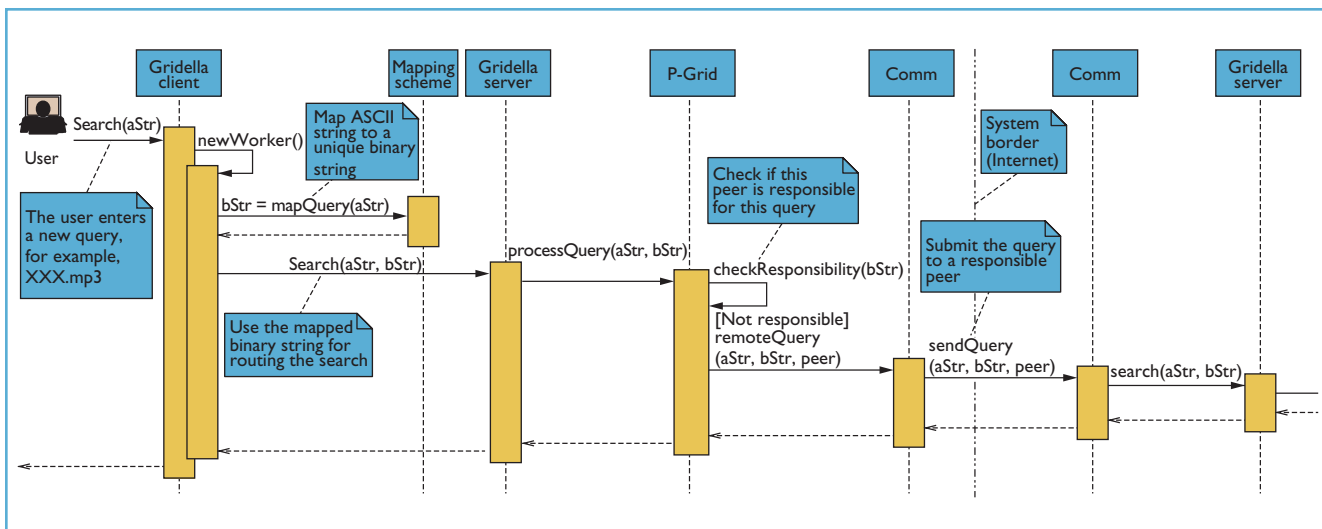 Gridella
client
Mapping
scheme
Gridella
server
P-Grid
Comm
Comm
Gridella
server
User
Search(aStr)
newWorker()
Map ASCII
string to a
unique binary
string
System
border
(Internet)
The user enters
a new query,
for example,
XXX.mp3
bStr = mapQuery(aStr)
Check if this
peer is responsible
for this query
Search(aStr, bStr)
processQuery(aStr, bStr)
checkResponsibility(bStr)
Submit the query
to a responsible
peer
Use the mapped
binary string for
routing the search
[Not responsible]
remoteQuery
(aStr, bStr, peer)
sendQuery
(aStr, bStr, peer)
search(aStr, bStr)